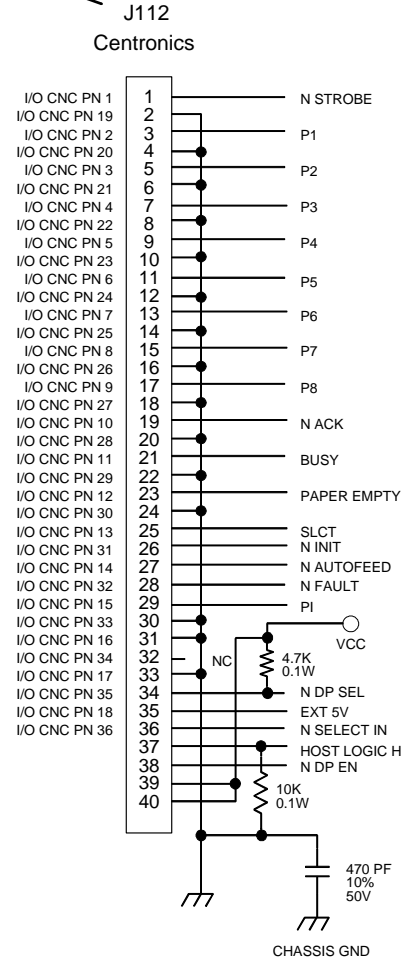 J112
Centronics
I/O CNC PN 1 1 N STROBE
I/O CNC PN 19 2
I/O CNC PN 2 3 P1
I/O CNC PN 20 4
I/O CNC PN 3 5 P2
I/O CNC PN 21 6
I/O CNC PN 4 7 P3
I/O CNC PN 22 8
I/O CNC PN 5 9 P4
I/O CNC PN 23 10
I/O CNC PN 6 11 P5
I/O CNC PN 24 12
I/O CNC PN 7 13 P6
I/O CNC PN 25 14
I/O CNC PN 8 15 P7
I/O CNC PN 26 16
I/O CNC PN 9 17 P8
I/O CNC PN 27 18
I/O CNC PN 10 19 N ACK
I/O CNC PN 28 20
I/O CNC PN 11 21 BUSY
I/O CNC PN 29 22
I/O CNC PN 12 23 PAPER EMPTY
I/O CNC PN 30 24
I/O CNC PN 13 25 SLCT
I/O CNC PN 31 26 N INIT
I/O CNC PN 14 27 N AUTOFEED
I/O CNC PN 32 28 N FAULT
I/O CNC PN 15 29 PI
I/O CNC PN 33 30
I/O CNC PN 16 31 VCC
I/O CNC PN 34 32 NC 4.7K
I/O CNC PN 17 33 0.1W
I/O CNC PN 35 34 N DP SEL
I/O CNC PN 18 35 EXT 5V
I/O CNC PN 36 36 N SELECT IN
37 HOST LOGIC H
38 N DP EN
39
40 10K
0.1W
470 PF
10%
50V
CHASSIS GND